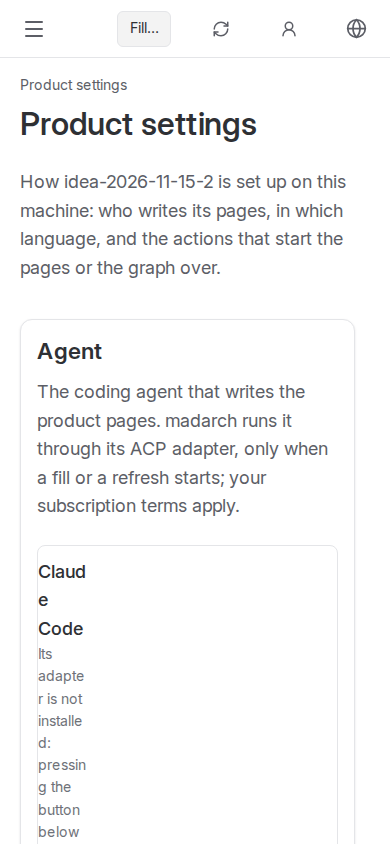 Fill...
Product settings
Product settings
How idea-2026-11-15-2 is set up on this
machine: who writes its pages, in which
language, and the actions that start the
pages or the graph over.
Agent
The coding agent that writes the
product pages. madarch runs it
through its ACP adapter, only when
a fill or a refresh starts; your
subscription terms apply.
Claud
e
Code
Its
adapte
r is not
installe
d:
pressin
g the
button
below